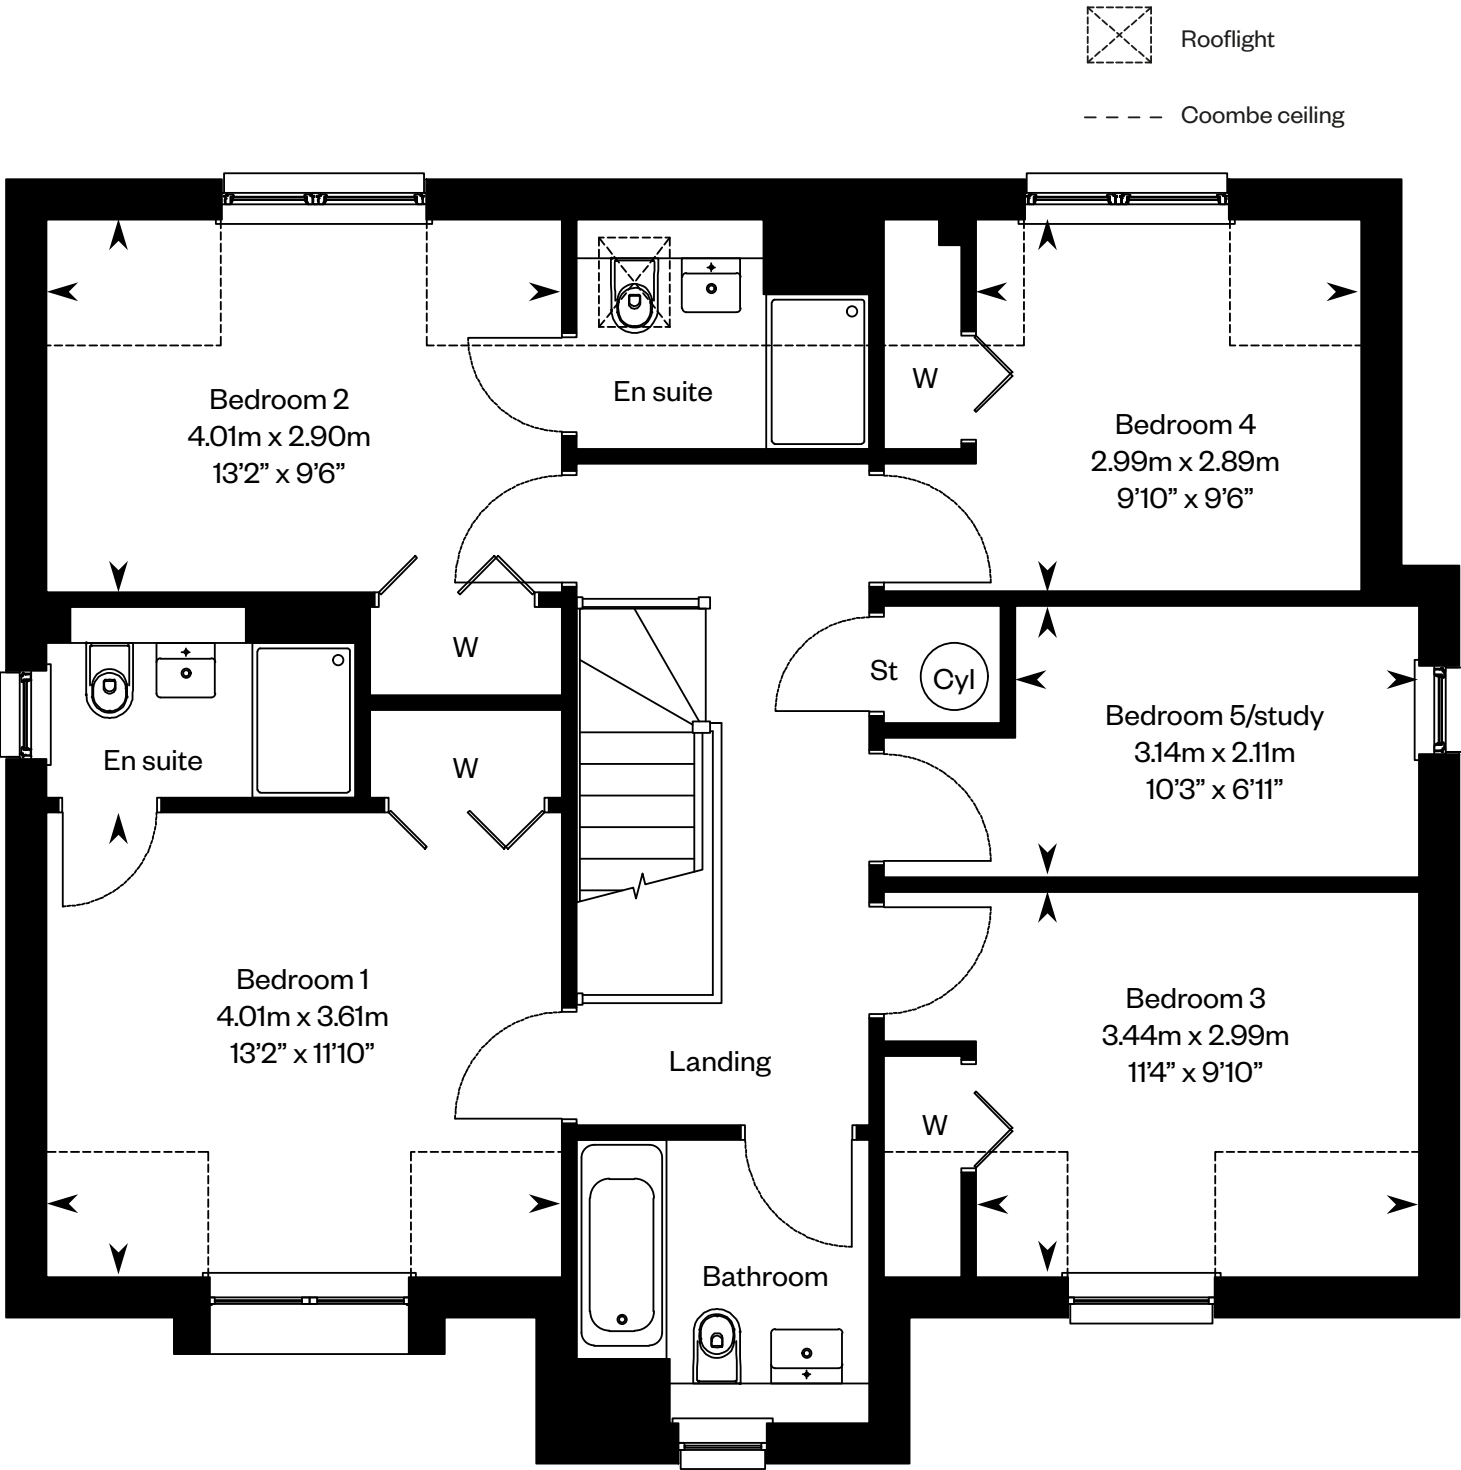 Rooflight
Coombe ceiling
Bedroom 2
4.01m x 2.90m
13’2” x 9’6”
En suite
W
Bedroom 4
2.99m x 2.89m
9’10” x 9’6”
W
St
Cyl
Bedroom 5/study
3.14m x 2.11m
10’3” x 6’11”
En suite
W
Bedroom 1
4.01m x 3.61m
13’2” x 11’10”
Landing
Bedroom 3
3.44m x 2.99m
11’4” x 9’10”
W
Bathroom